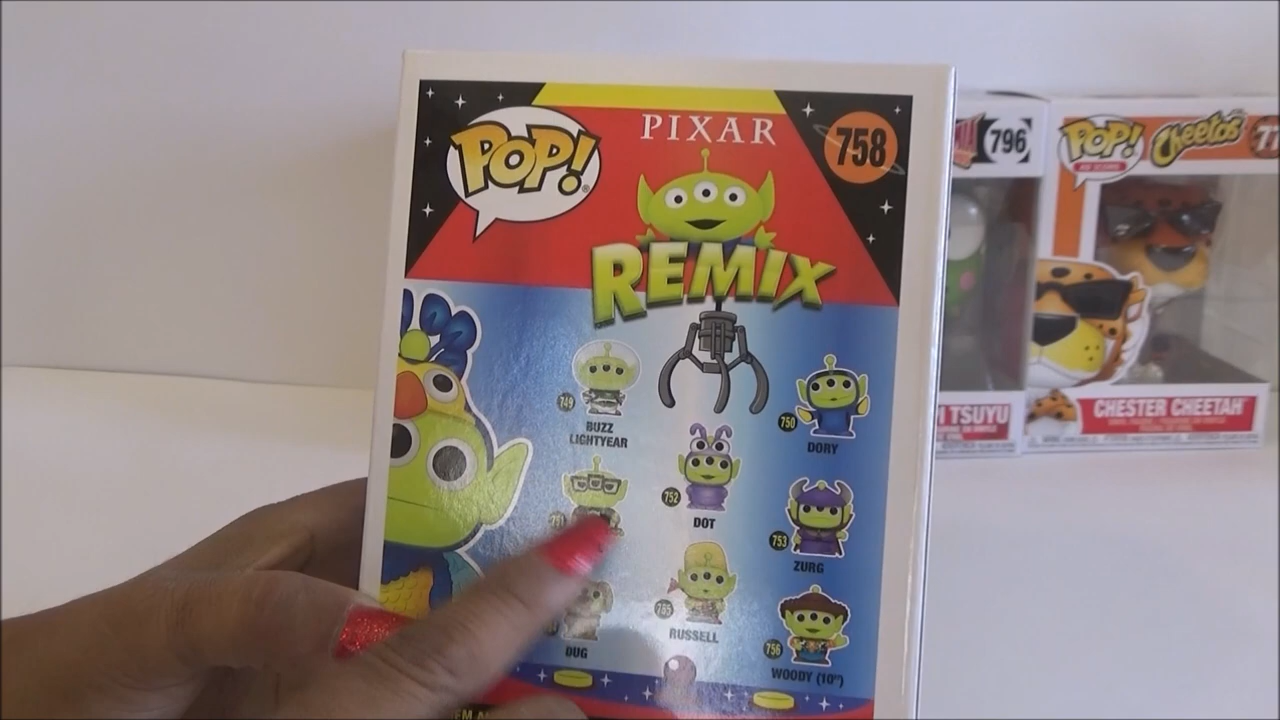 POP!
PIXAR
758
REMIX
749
BUZZ
LIGHTYEAR
750
DORY
752
DOT
753
ZURG
DUG
755
RUSSELL
756
WOODY (10")
796
TSUYU
POP!
Cheetos
CHESTER CHEETAH